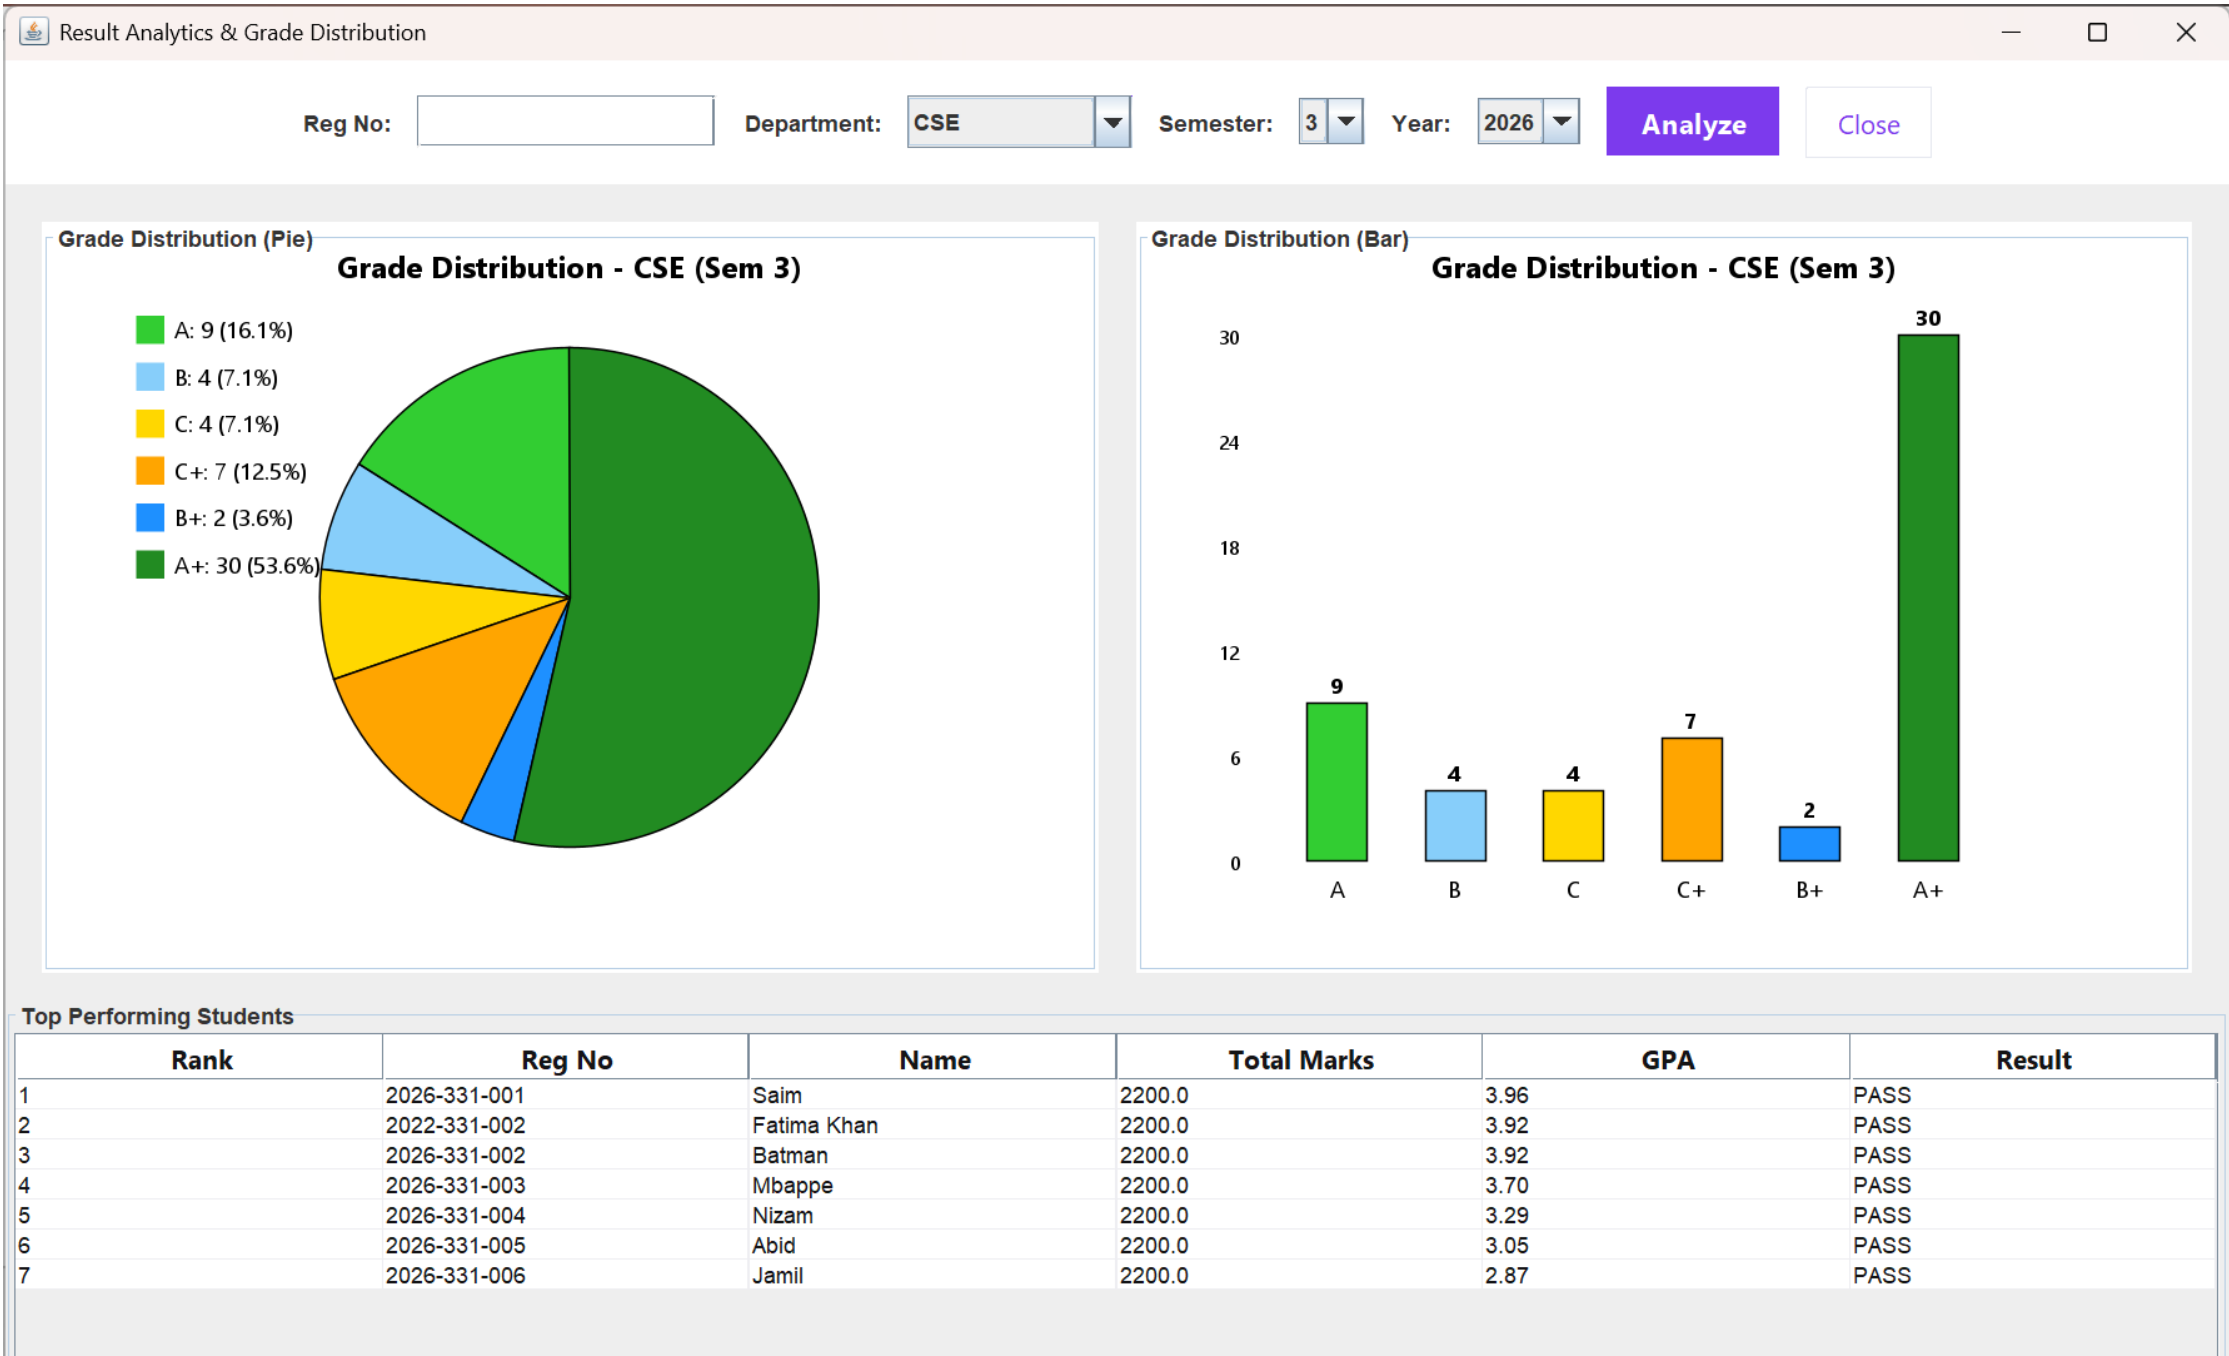 Result Analytics & Grade Distribution
Reg No: Department: CSE Semester: 3 Year: 2026 Analyze Close
Grade Distribution (Pie)
Grade Distribution - CSE (Sem 3)
A: 9 (16.1%)
B: 4 (7.1%)
C: 4 (7.1%)
C+: 7 (12.5%)
B+: 2 (3.6%)
A+: 30 (53.6%)
Grade Distribution (Bar)
Grade Distribution - CSE (Sem 3)
30
24
18
12
6
0
9
4
4
7
2
30
A B C C+ B+ A+
Top Performing Students
Rank Reg No Name Total Marks GPA Result
1 2026-331-001 Saim 2200.0 3.96 PASS
2 2022-331-002 Fatima Khan 2200.0 3.92 PASS
3 2026-331-002 Batman 2200.0 3.92 PASS
4 2026-331-003 Mbappe 2200.0 3.70 PASS
5 2026-331-004 Nizam 2200.0 3.29 PASS
6 2026-331-005 Abid 2200.0 3.05 PASS
7 2026-331-006 Jamil 2200.0 2.87 PASS